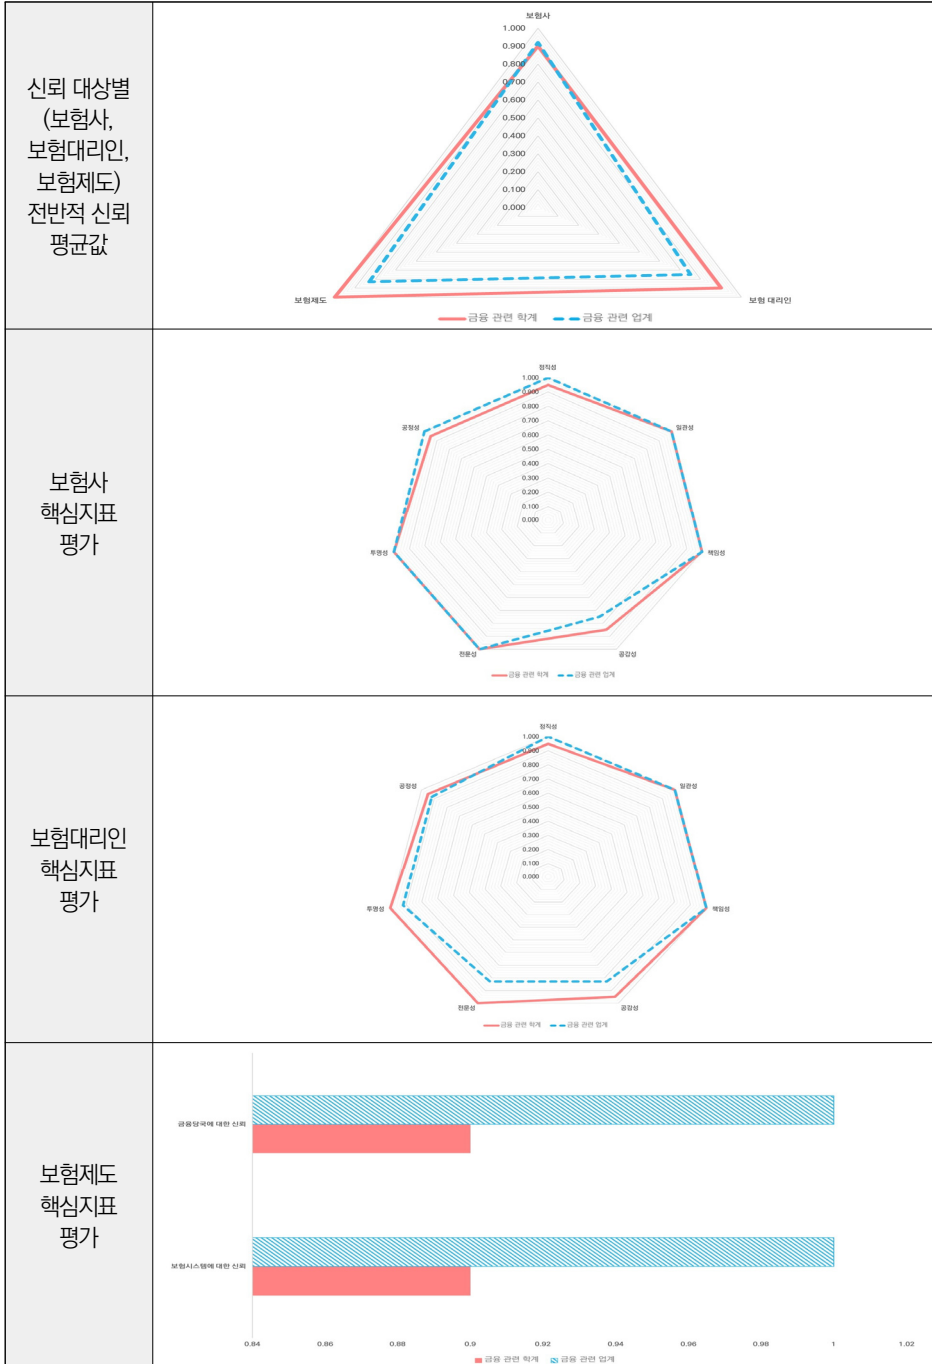 신뢰 대상별
(보험사,
보험대리인,
보험제도)
전반적 신뢰
평균값
보험사
1.000
0.900
0.800
0.700
0.600
0.500
0.400
0.300
0.200
0.100
0.000
보험제도
보험 대리인
금융 관련 학계 금융 관련 업계
보험사
핵심지표
평가
정직성
1.000
0.900
0.800
0.700
0.600
0.500
0.400
0.300
0.200
0.100
0.000
공정성
일관성
투명성
책임성
전문성
공감성
금융 관련 학계 금융 관련 업계
보험대리인
핵심지표
평가
정직성
1.000
0.900
0.800
0.700
0.600
0.500
0.400
0.300
0.200
0.100
0.000
공정성
일관성
투명성
책임성
전문성
공감성
금융 관련 학계 금융 관련 업계
보험제도
핵심지표
평가
금융당국에 대한 신뢰
보험시스템에 대한 신뢰
0.84 0.86 0.88 0.9 0.92 0.94 0.96 0.98 1 1.02
금융 관련 학계 금융 관련 업계